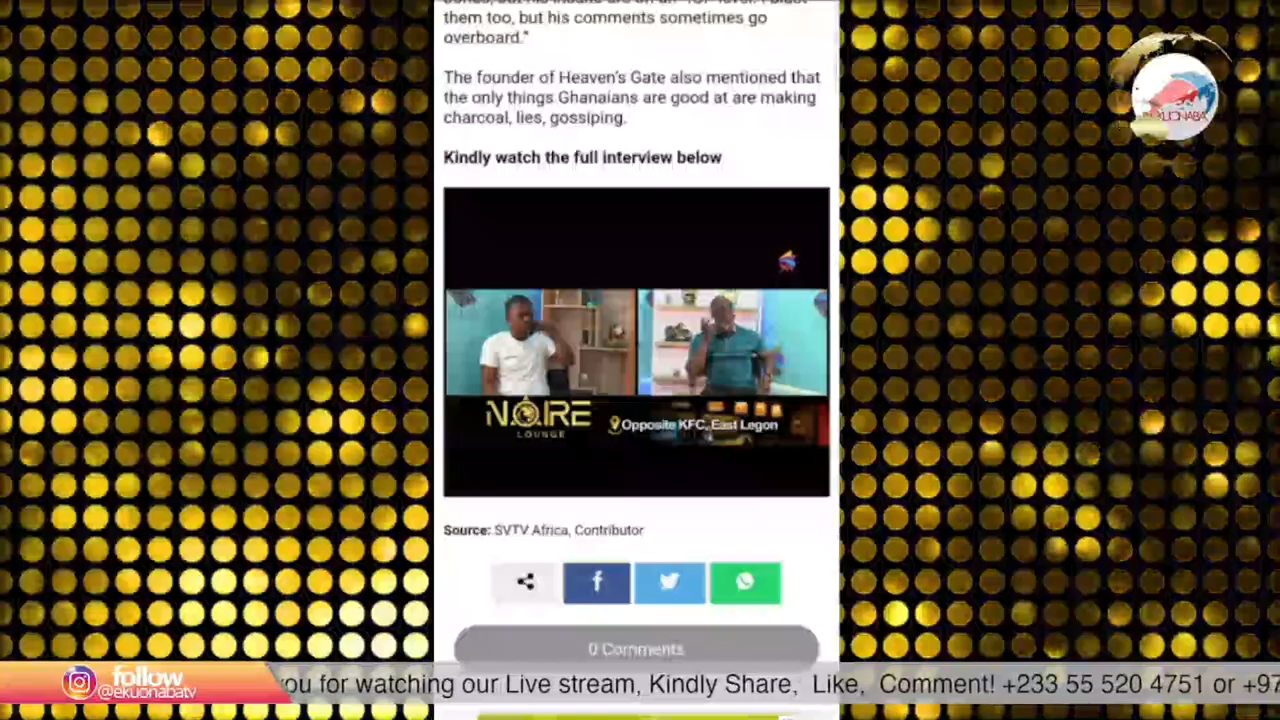 them too, but his comments sometimes go
overboard."
The founder of Heaven's Gate also mentioned that
the only things Ghanaians are good at are making
charcoal, lies, gossiping.
Kindly watch the full interview below
NOIRE
LOUNGE
Opposite KFC, East Legon
Source: SVTV Africa, Contributor
0 Comments
follow
@ekuonabatv
you for watching our Live stream, Kindly Share, Like, Comment! +233 55 520 4751 or +97